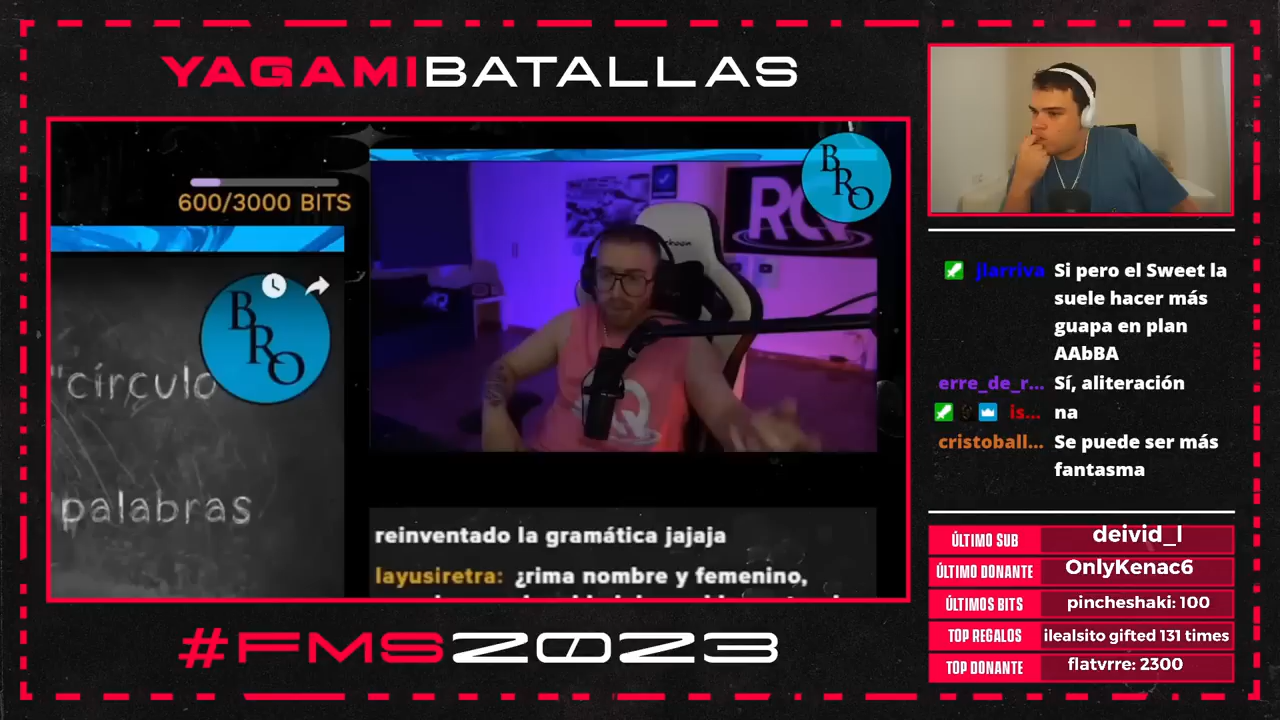 YAGAMIBATALLAS
600/3000 BITS
BRO
"círculo
palabras
BRO
reinventado la gramática jajaja
layusiretra: ¿rima nombre y femenino,
#FMS2023
jlarriva Si pero el Sweet la
suele hacer más
guapa en plan
AAbBA
erre_de_r... Sí, aliteración
is... na
cristoball... Se puede ser más
fantasma
ÚLTIMO SUB deivid_l
ÚLTIMO DONANTE OnlyKenac6
ÚLTIMOS BITS pincheshaki: 100
TOP REGALOS ilealsito gifted 131 times
TOP DONANTE flatvrre: 2300